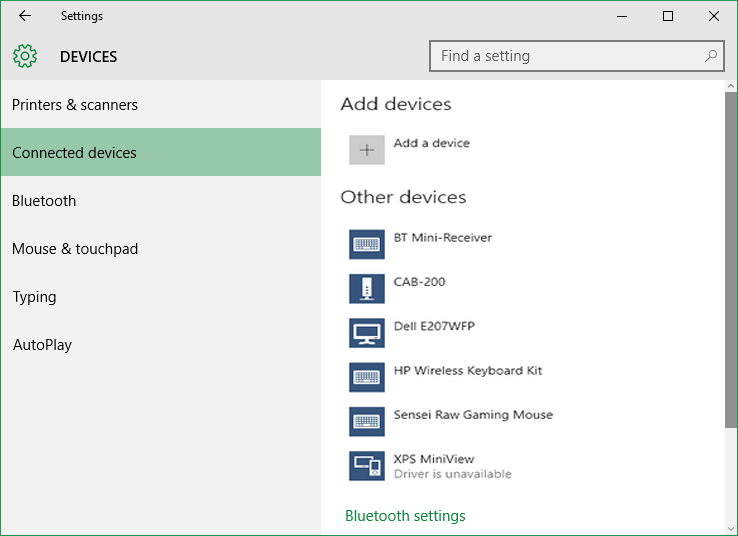 Settings
DEVICES
Find a setting
Printers & scanners
Connected devices
Bluetooth
Mouse & touchpad
Typing
AutoPlay
Add devices
Add a device
Other devices
BT Mini-Receiver
CAB-200
Dell E207WFP
HP Wireless Keyboard Kit
Sensei Raw Gaming Mouse
XPS MiniView
Driver is unavailable
Bluetooth settings